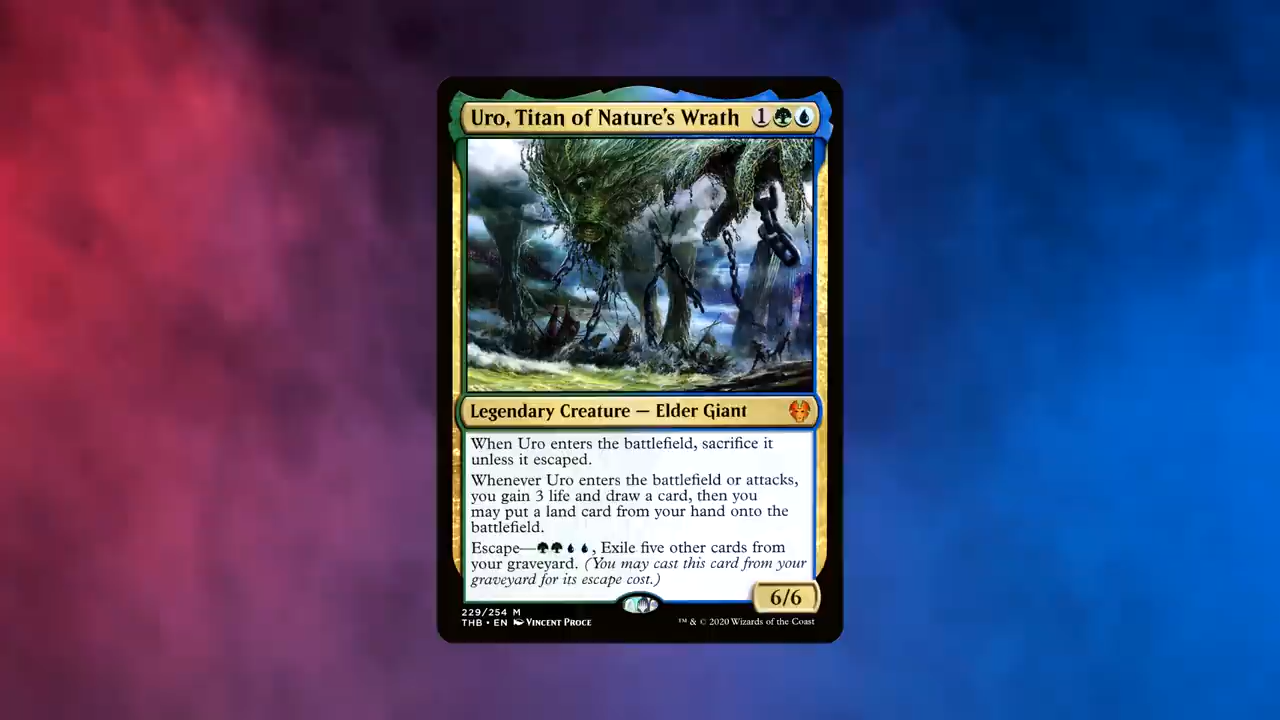 Uro, Titan of Nature's Wrath 1
Legendary Creature — Elder Giant
When Uro enters the battlefield, sacrifice it
unless it escaped.
Whenever Uro enters the battlefield or attacks,
you gain 3 life and draw a card, then you
may put a land card from your hand onto the
battlefield.
Escape—, Exile five other cards from
your graveyard. (You may cast this card from your
graveyard for its escape cost.)
6/6
229/254 M
THB • EN Vincent Proce
™ & © 2020 Wizards of the Coast